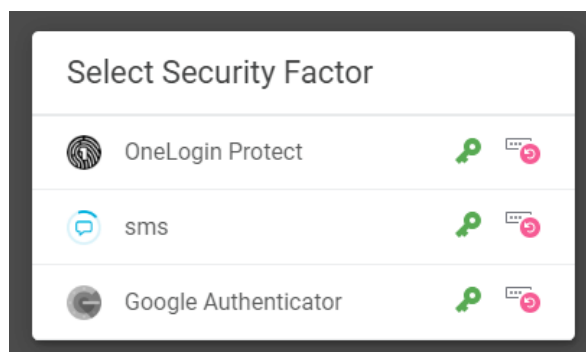 Select Security Factor
OneLogin Protect
sms
Google Authenticator